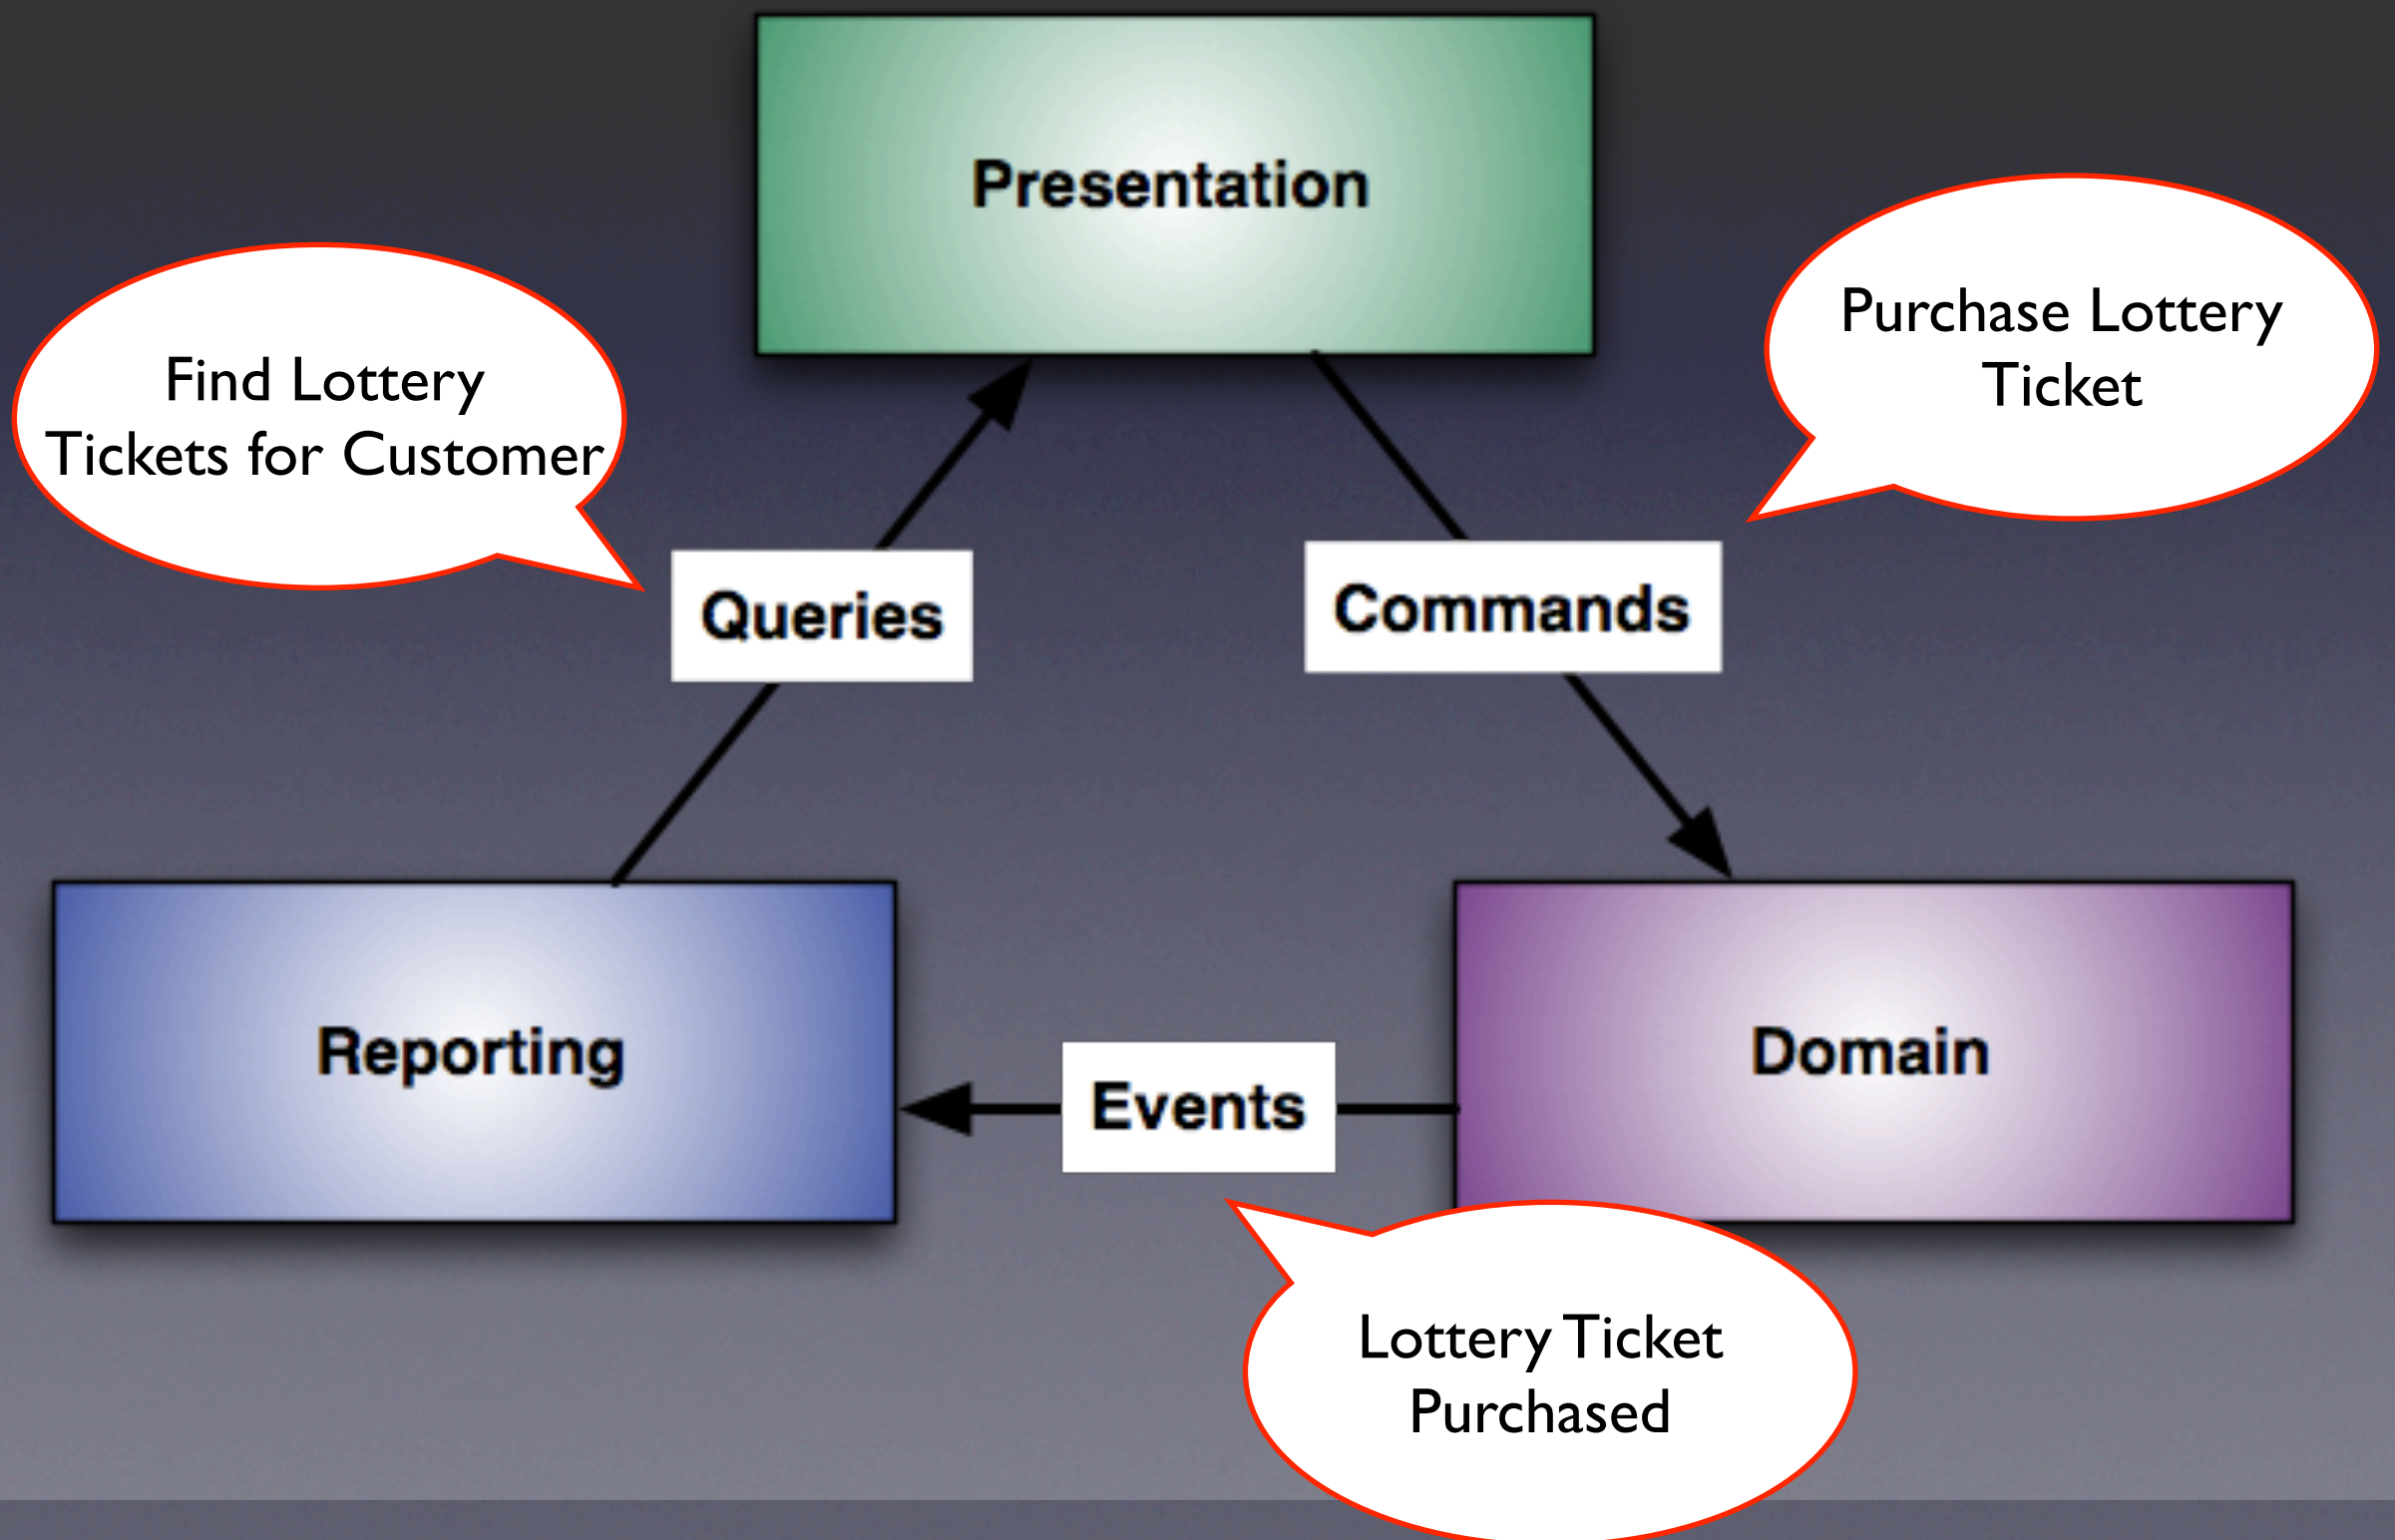 Presentation
Purchase Lottery
Ticket
Find Lottery
Tickets for Customer
Queries
Commands
Reporting
Domain
Events
Lottery Ticket
Purchased